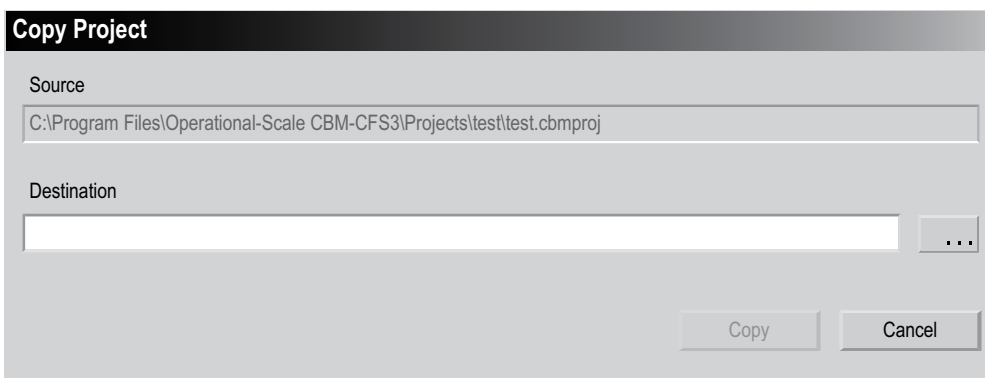 Copy Project
Source
C:\Program Files\Operational-Scale CBM-CFS3\Projects\test\test.cbmproj
Destination
...
Copy Cancel